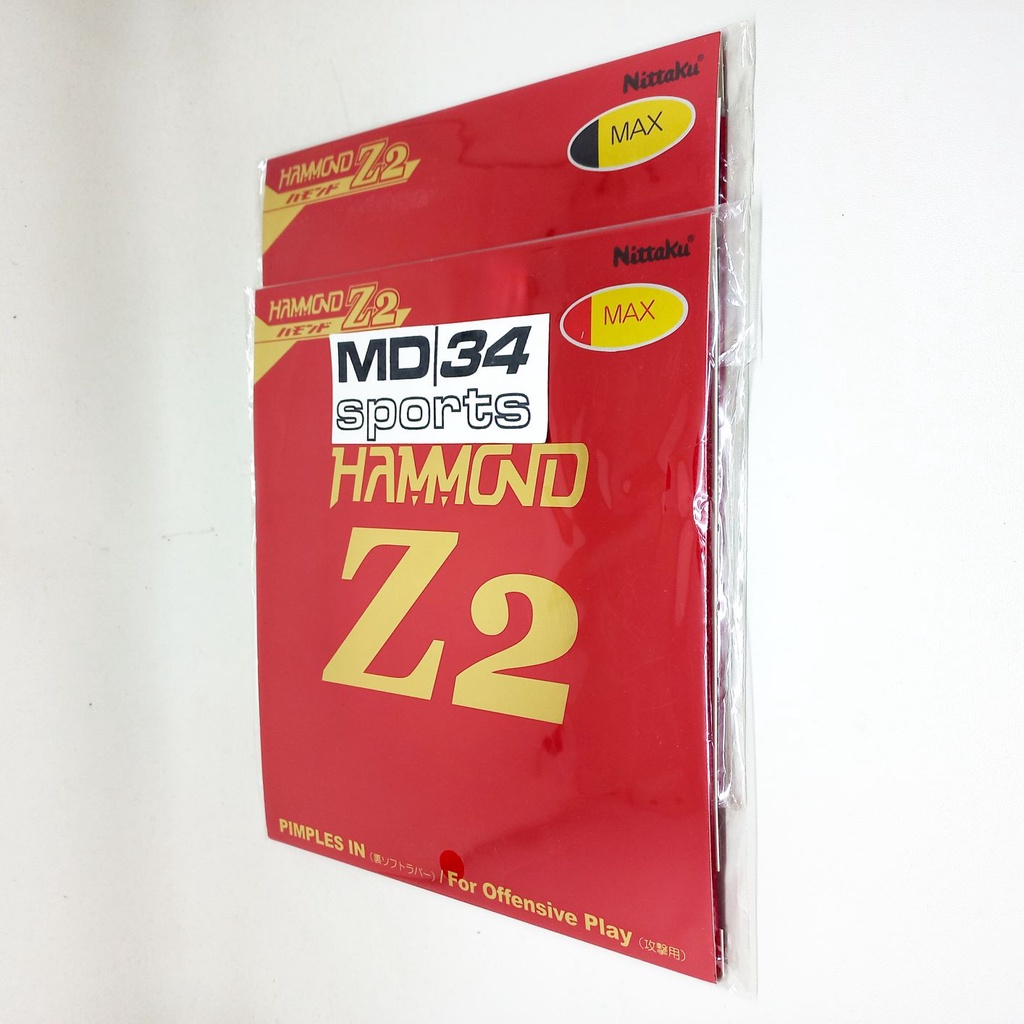 Nittaku®
MAX
HAMMOND Z2
ハモンド
Nittaku®
MAX
HAMMOND Z2
ハモンド
MD|34
sports
HAMMOND
Z2
PIMPLES IN (裏ソフトラバー) / For Offensive Play (攻撃用)